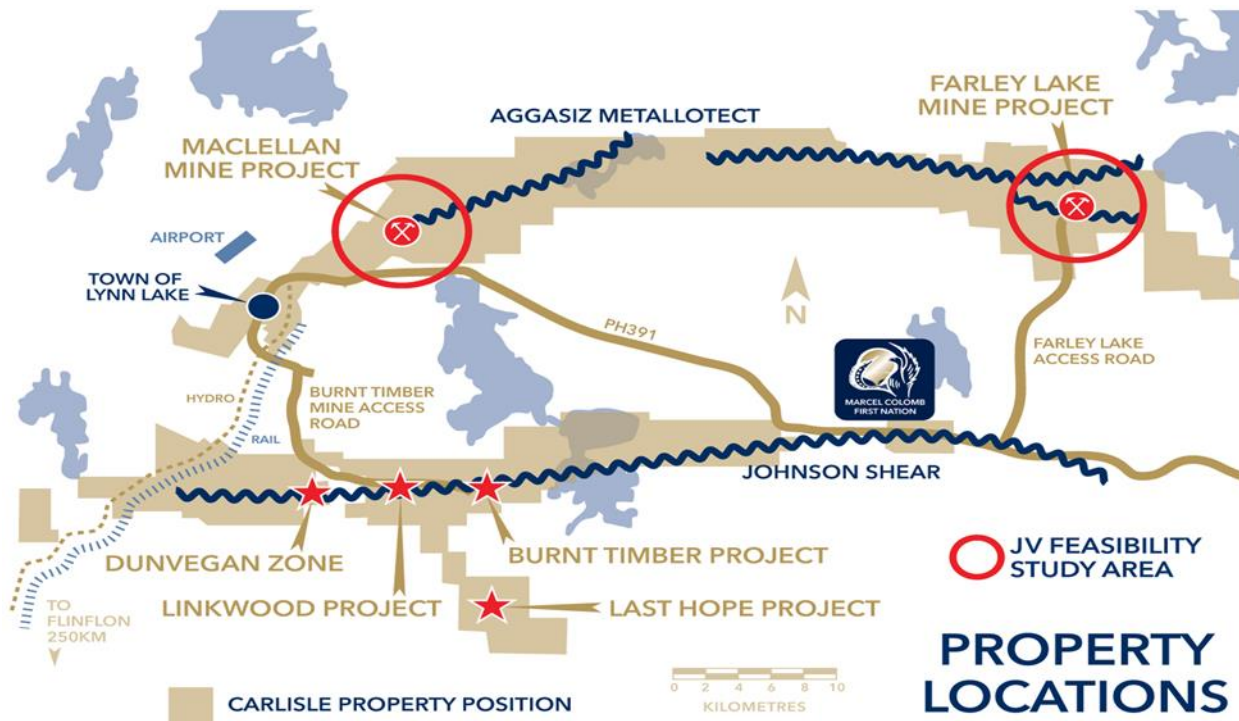 AGGASIZ METALLOTECT
FARLEY LAKE
MINE PROJECT
MACLELLAN
MINE PROJECT
AIRPORT
TOWN OF
LYNN LAKE
N
PH391
FARLEY LAKE
ACCESS ROAD
MARCEL COLOMB
FIRST NATION
HYDRO
BURNT TIMBER
MINE ACCESS
ROAD
RAIL
JOHNSON SHEAR
DUNVEGAN ZONE
BURNT TIMBER PROJECT
LINKWOOD PROJECT
LAST HOPE PROJECT
JV FEASIBILITY
STUDY AREA
TO
FLINFLON
250KM
PROPERTY
LOCATIONS
0 2 4 6 8 10
KILOMETRES
CARLISLE PROPERTY POSITION